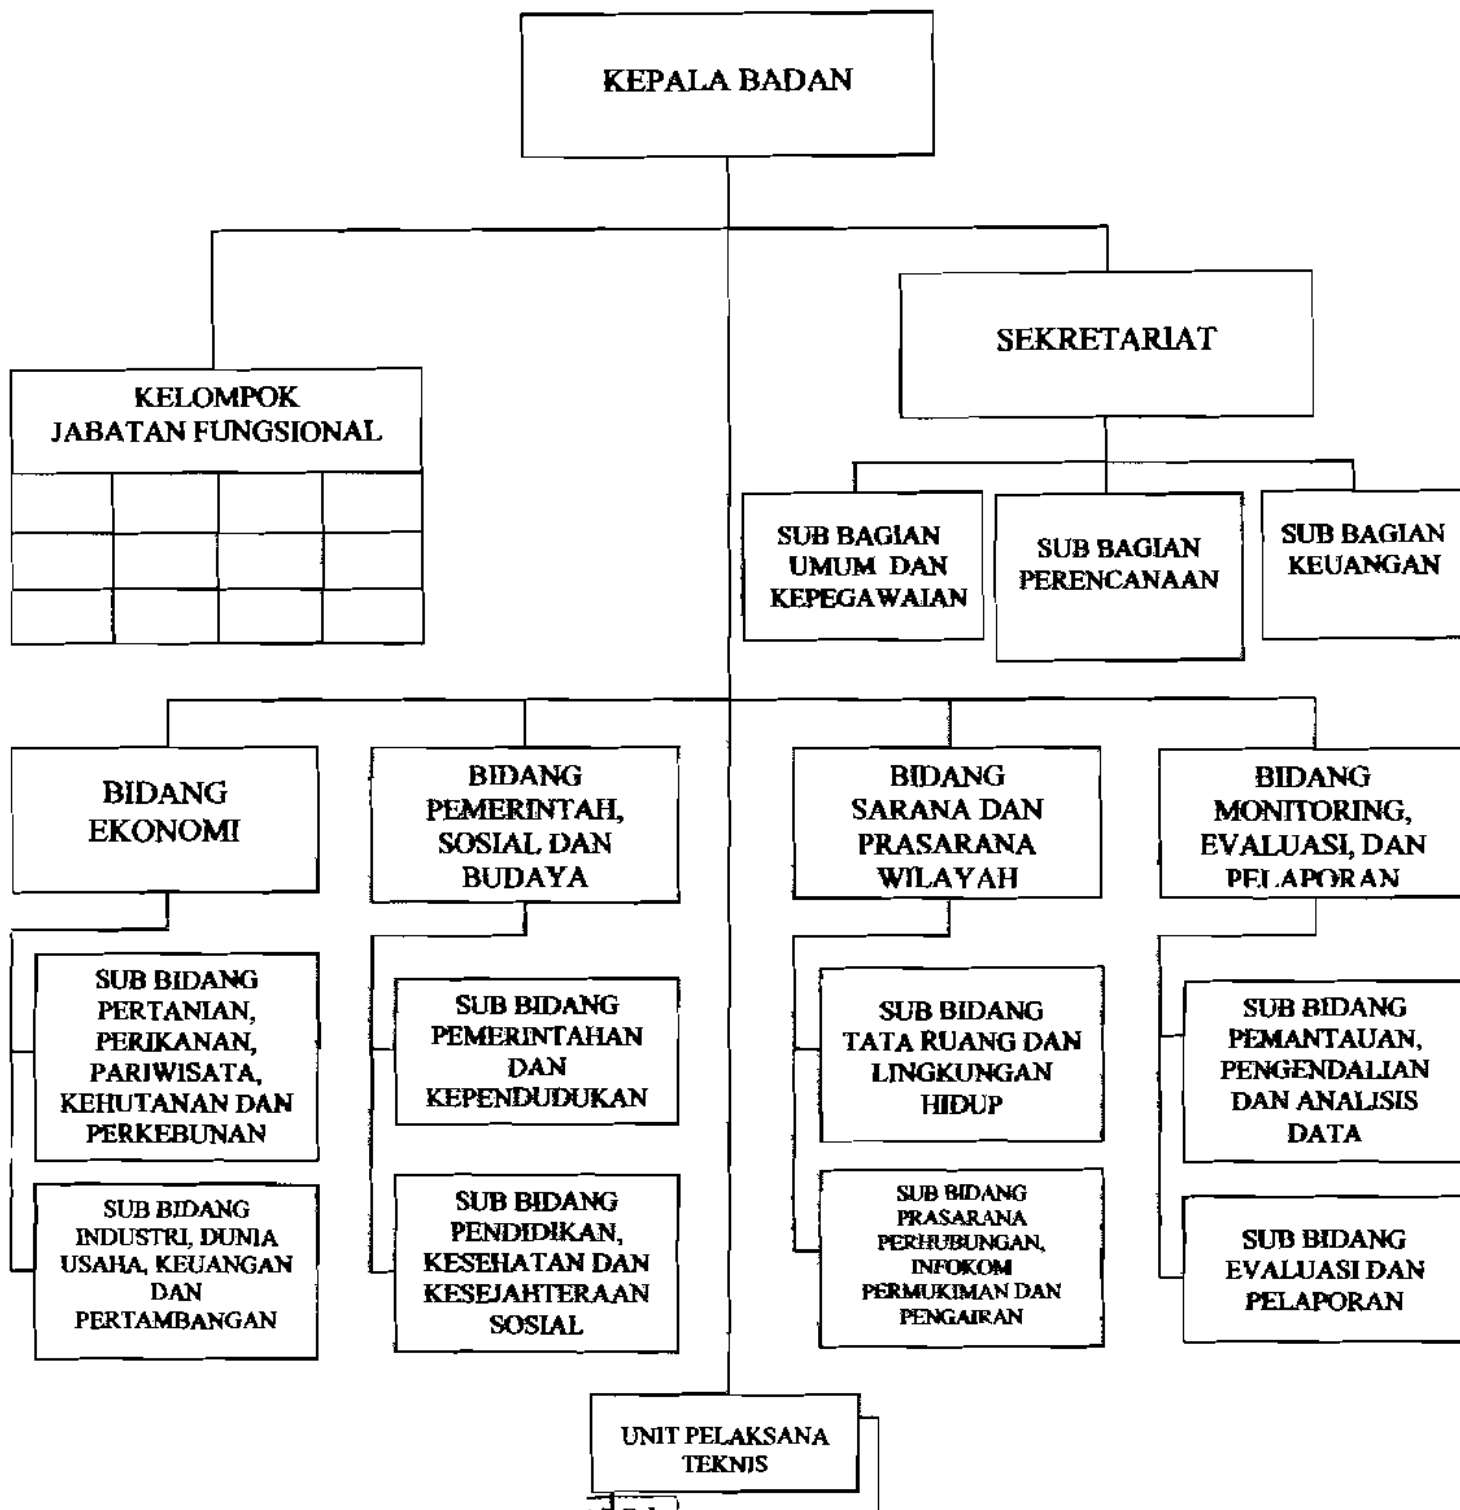 KEPALA BADAN
SEKRETARIAT
KELOMPOK
JABATAN FUNGSIONAL
SUB BAGIAN
UMUM DAN
KEPEGAWAIAN
SUB BAGIAN
PERENCANAAN
SUB BAGIAN
KEUANGAN
BIDANG
EKONOMI
BIDANG
PEMERINTAH,
SOSIAL DAN
BUDAYA
BIDANG
SARANA DAN
PRASARANA
WILAYAH
BIDANG
MONITORING,
EVALUASI, DAN
PELAPORAN
SUB BIDANG
PERTANIAN,
PERIKANAN,
PARIWISATA,
KEHUTANAN DAN
PERKEBUNAN
SUB BIDANG
PEMERINTAHAN
DAN
KEPENDUDUKAN
SUB BIDANG
TATA RUANG DAN
LINGKUNGAN
HIDUP
SUB BIDANG
PEMANTAUAN,
PENGENDALIAN
DAN ANALISIS
DATA
SUB BIDANG
INDUSTRI, DUNIA
USAHA, KEUANGAN
DAN
PERTAMBANGAN
SUB BIDANG
PENDIDIKAN,
KESEHATAN DAN
KESEJAHTERAAN
SOSIAL
SUB BIDANG
PRASARANA
PERHUBUNGAN,
INFOKOM
PERMUKIMAN DAN
PENGAIRAN
SUB BIDANG
EVALUASI DAN
PELAPORAN
UNIT PELAKSANA
TEKNIS